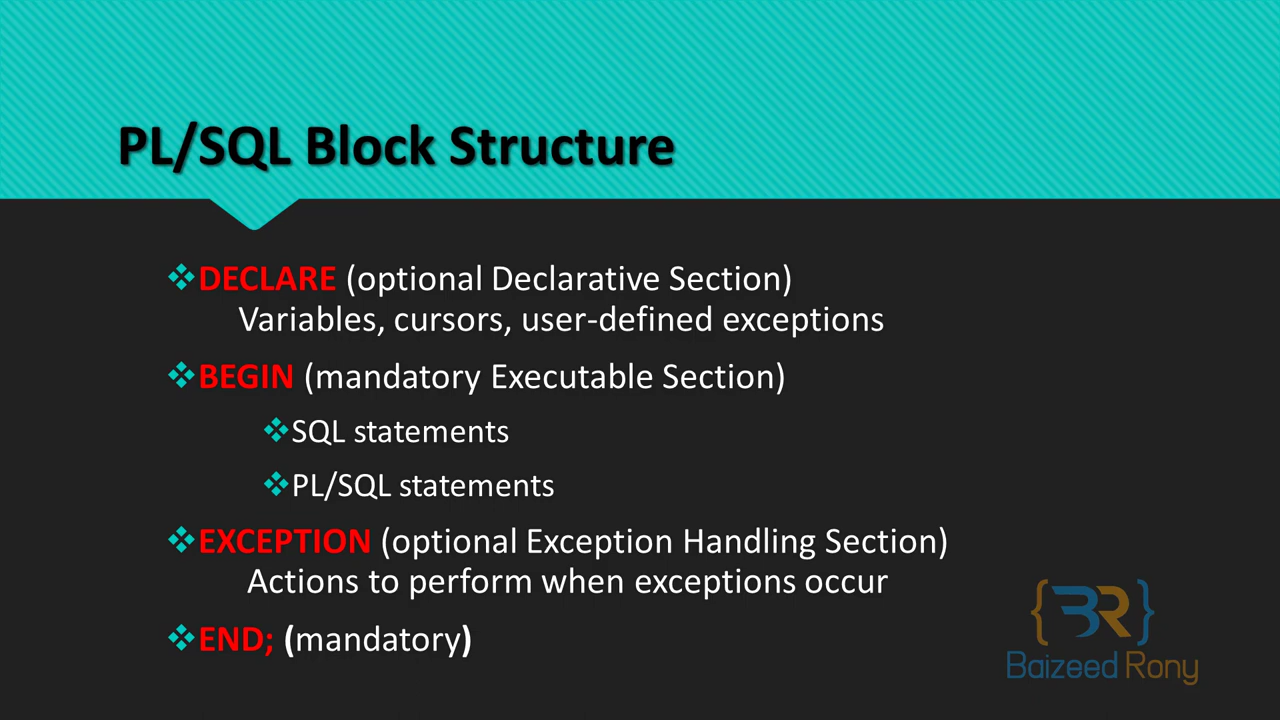 PL/SQL Block Structure
DECLARE (optional Declarative Section)
Variables, cursors, user-defined exceptions
BEGIN (mandatory Executable Section)
SQL statements
PL/SQL statements
EXCEPTION (optional Exception Handling Section)
Actions to perform when exceptions occur
END; (mandatory)
{BR}
Baizeed Rony